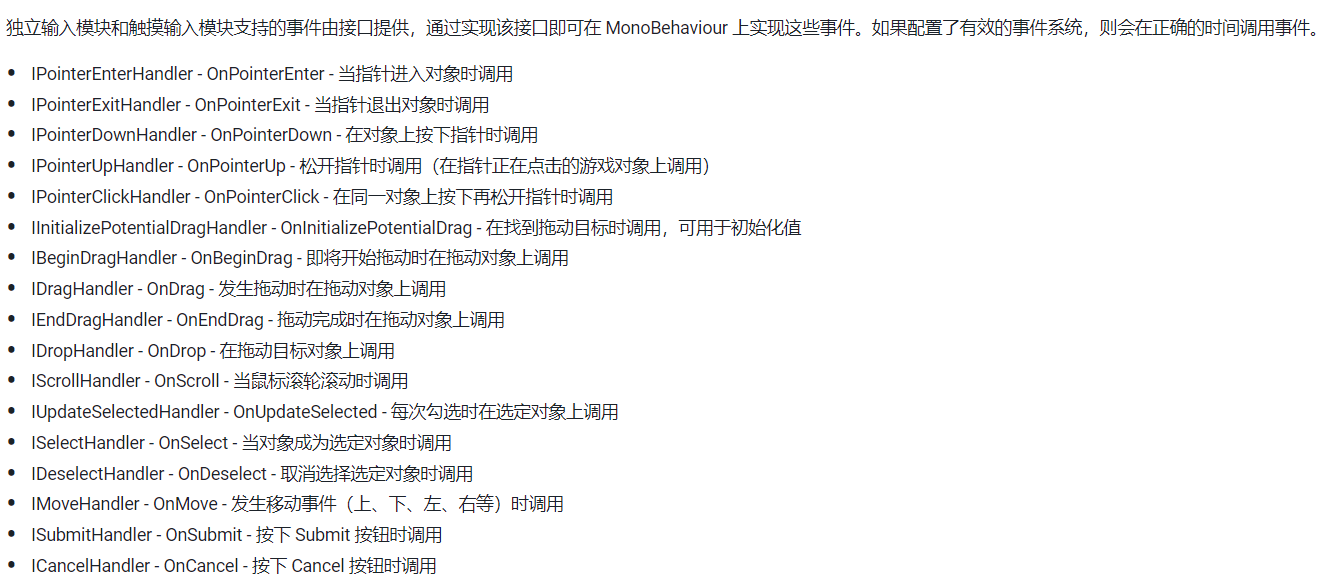 独立输入模块和触摸输入模块支持的事件由接口提供，通过实现该接口即可在 MonoBehaviour 上实现这些事件。如果配置了有效的事件系统，则会在正确的时间调用事件。
• IPointerEnterHandler - OnPointerEnter - 当指针进入对象时调用
• IPointerExitHandler - OnPointerExit - 当指针退出对象时调用
• IPointerDownHandler - OnPointerDown - 在对象上按下指针时调用
• IPointerUpHandler - OnPointerUp - 松开指针时调用（在指针正在点击的游戏对象上调用）
• IPointerClickHandler - OnPointerClick - 在同一对象上按下再松开指针时调用
• IInitializePotentialDragHandler - OnInitializePotentialDrag - 在找到拖动目标时调用，可用于初始化值
• IBeginDragHandler - OnBeginDrag - 即将开始拖动时在拖动对象上调用
• IDragHandler - OnDrag - 发生拖动时在拖动对象上调用
• IEndDragHandler - OnEndDrag - 拖动完成时在拖动对象上调用
• IDropHandler - OnDrop - 在拖动目标对象上调用
• IScrollHandler - OnScroll - 当鼠标滚轮滚动时调用
• IUpdateSelectedHandler - OnUpdateSelected - 每次勾选时在选定对象上调用
• ISelectHandler - OnSelect - 当对象成为选定对象时调用
• IDeselectHandler - OnDeselect - 取消选择选定对象时调用
• IMoveHandler - OnMove - 发生移动事件（上、下、左、右等）时调用
• ISubmitHandler - OnSubmit - 按下 Submit 按钮时调用
• ICancelHandler - OnCancel - 按下 Cancel 按钮时调用